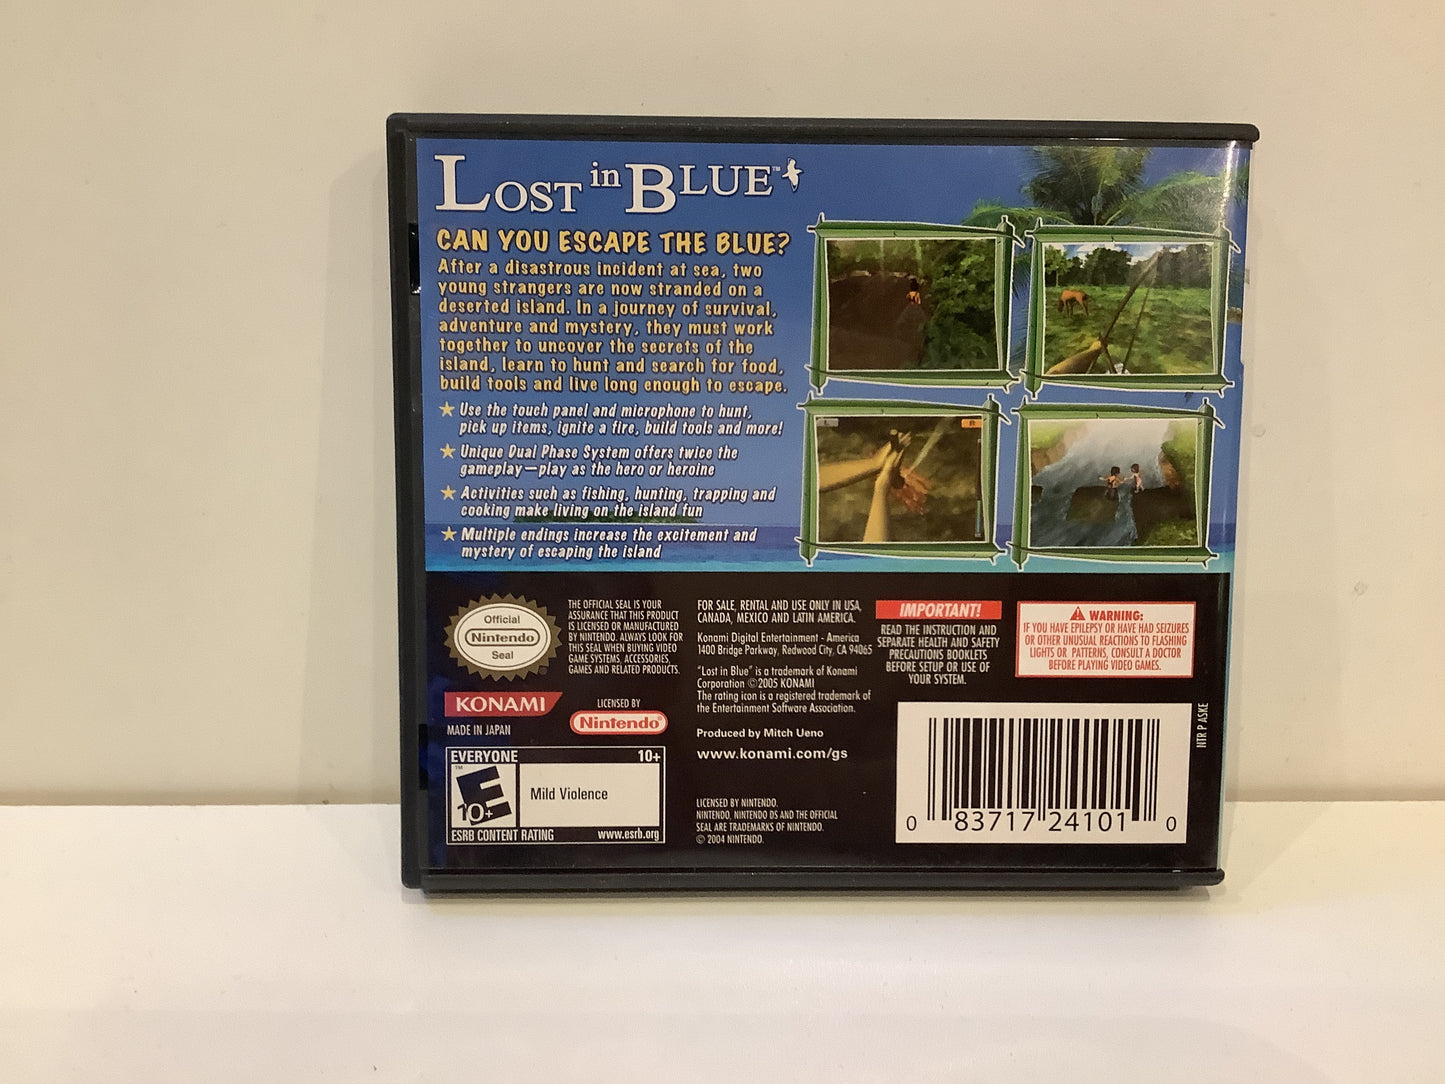 LOST in BLUE™
CAN YOU ESCAPE THE BLUE?
After a disastrous incident at sea, two
young strangers are now stranded on a
deserted island. In a journey of survival,
adventure and mystery, they must work
together to uncover the secrets of the
island, learn to hunt and search for food,
build tools and live long enough to escape.
Use the touch panel and microphone to hunt,
pick up items, ignite a fire, build tools and more!
Unique Dual Phase System offers twice the
gameplay—play as the hero or heroine
Activities such as fishing, hunting, trapping and
cooking make living on the island fun
Multiple endings increase the excitement and
mystery of escaping the island
Official
Nintendo
Seal
THE OFFICIAL SEAL IS YOUR
ASSURANCE THAT THIS PRODUCT
IS LICENSED OR MANUFACTURED
BY NINTENDO. ALWAYS LOOK FOR
THIS SEAL WHEN BUYING VIDEO
GAME SYSTEMS, ACCESSORIES,
GAMES AND RELATED PRODUCTS.
KONAMI
MADE IN JAPAN
LICENSED BY
Nintendo®
EVERYONE 10+
E
10+
™
Mild Violence
ESRB CONTENT RATING www.esrb.org
FOR SALE, RENTAL AND USE ONLY IN USA,
CANADA, MEXICO AND LATIN AMERICA.
Konami Digital Entertainment - America
1400 Bridge Parkway, Redwood City, CA 94065
"Lost in Blue" is a trademark of Konami
Corporation ©2005 KONAMI
The rating icon is a registered trademark of
the Entertainment Software Association.
Produced by Mitch Ueno
www.konami.com/gs
LICENSED BY NINTENDO.
NINTENDO, NINTENDO DS AND THE OFFICIAL
SEAL ARE TRADEMARKS OF NINTENDO.
© 2004 NINTENDO.
IMPORTANT!
READ THE INSTRUCTION AND
SEPARATE HEALTH AND SAFETY
PRECAUTIONS BOOKLETS
BEFORE SETUP OR USE OF
YOUR SYSTEM.
WARNING:
IF YOU HAVE EPILEPSY OR HAVE HAD SEIZURES
OR OTHER UNUSUAL REACTIONS TO FLASHING
LIGHTS OR PATTERNS, CONSULT A DOCTOR
BEFORE PLAYING VIDEO GAMES.
0 83717 24101 0
NTR P ASKE